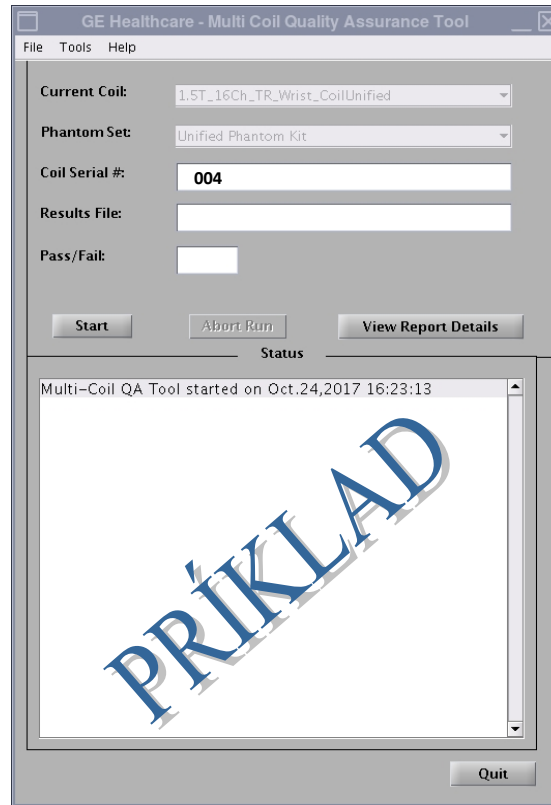 GE Healthcare - Multi Coil Quality Assurance Tool
File Tools Help
Current Coil: 1.5T_16Ch_TR_Wrist_CoilUnified
Phantom Set: Unified Phantom Kit
Coil Serial #: 004
Results File:
Pass/Fail:
Start Abort Run View Report Details
Status
Multi-Coil QA Tool started on Oct.24,2017 16:23:13
PRÍKLAD
Quit